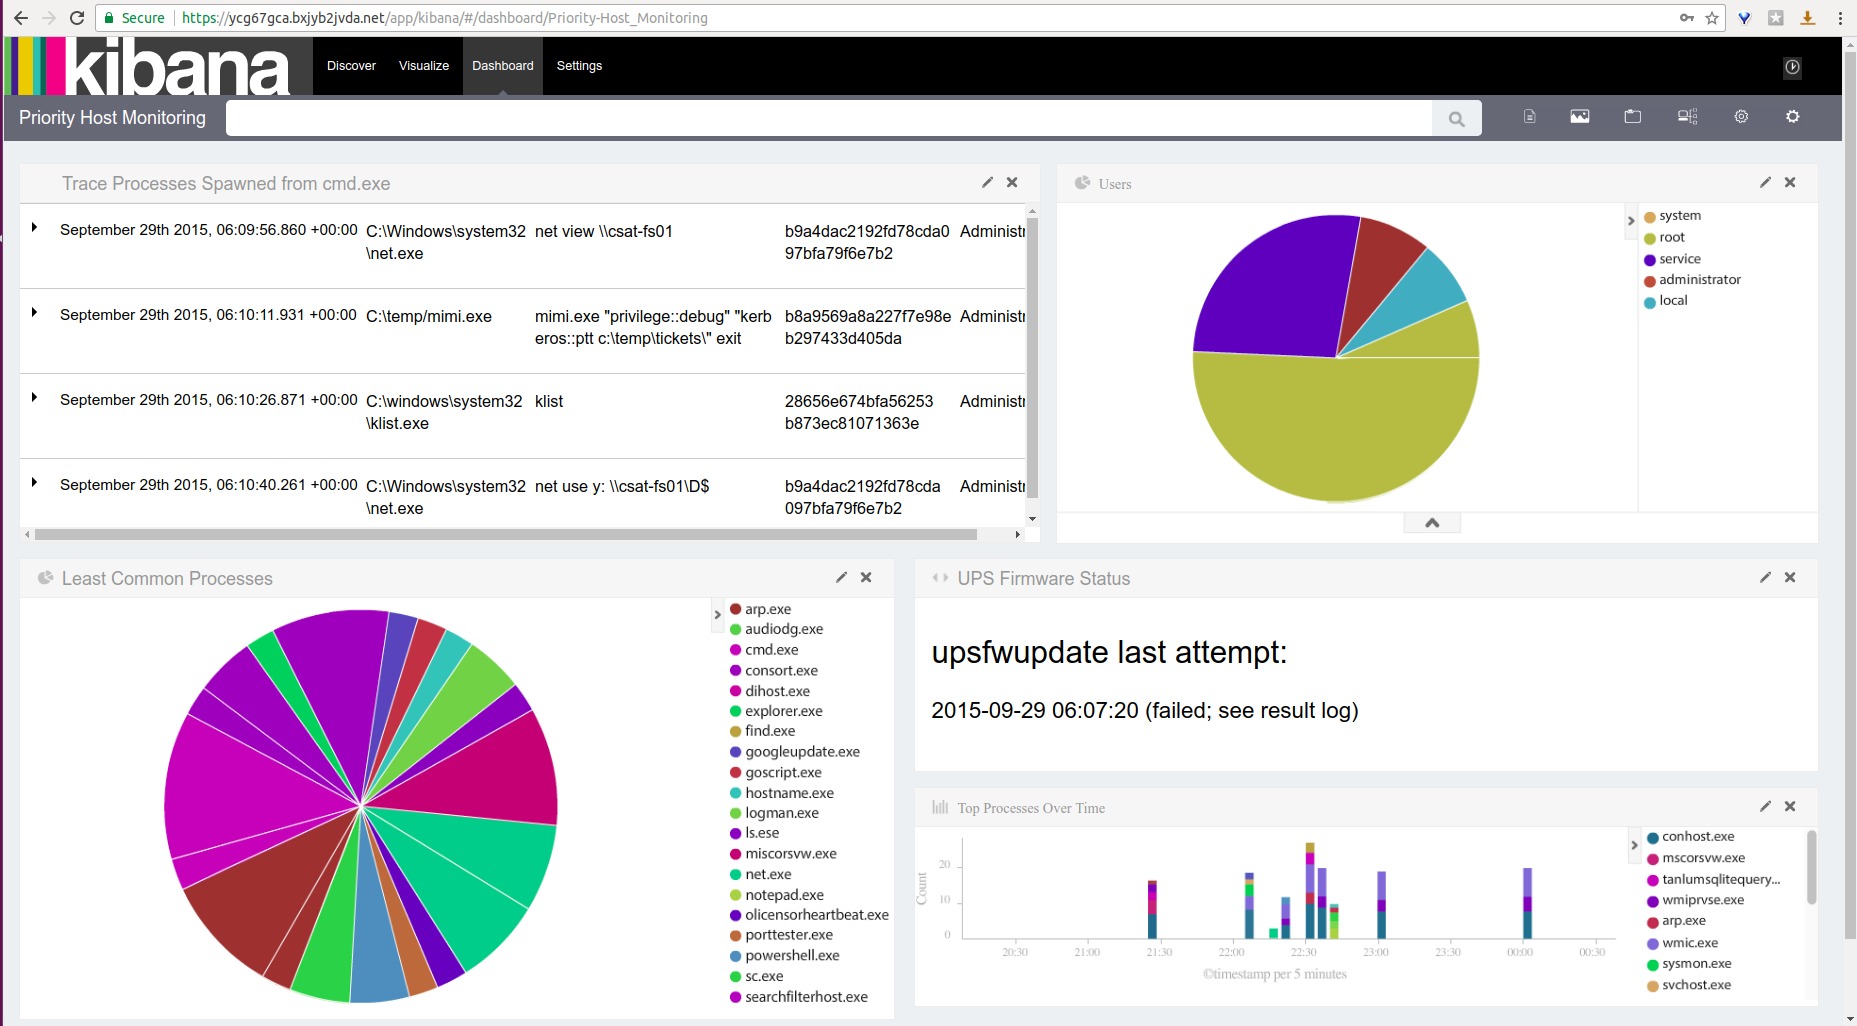 Secure https://ycg67gca.bxjyb2jvda.net/app/kibana/#/dashboard/Priority-Host_Monitoring
kibana Discover Visualize Dashboard Settings
Priority Host Monitoring
Trace Processes Spawned from cmd.exe
September 29th 2015, 06:09:56.860 +00:00 C:\Windows\system32 net view \\csat-fs01 b9a4dac2192fd78cda0 Administr
\net.exe 97bfa79f6e7b2
September 29th 2015, 06:10:11.931 +00:00 C:\temp/mimi.exe mimi.exe "privilege::debug" "kerb b8a9569a8a227f7e98e Administr
eros::ptt c:\temp\tickets\" exit b297433d405da
September 29th 2015, 06:10:26.871 +00:00 C:\windows\system32 klist 28656e674bfa56253 Administr
\klist.exe b873ec81071363e
September 29th 2015, 06:10:40.261 +00:00 C:\Windows\system32 net use y: \\csat-fs01\D$ b9a4dac2192fd78cda Administr
\net.exe 097bfa79f6e7b2
Users
system
root
service
administrator
local
Least Common Processes
arp.exe
audiodg.exe
cmd.exe
consort.exe
dihost.exe
explorer.exe
find.exe
googleupdate.exe
goscript.exe
hostname.exe
logman.exe
ls.ese
miscorsvw.exe
net.exe
notepad.exe
olicensorheartbeat.exe
porttester.exe
powershell.exe
sc.exe
searchfilterhost.exe
UPS Firmware Status
upsfwupdate last attempt:
2015-09-29 06:07:20 (failed; see result log)
Top Processes Over Time
Count
20
10
0
20:30 21:00 21:30 22:00 22:30 23:00 23:30 00:00 00:30
©timestamp per 5 minutes
conhost.exe
mscorsvw.exe
tanlumsqlitequery...
wmiprvse.exe
arp.exe
wmic.exe
sysmon.exe
svchost.exe